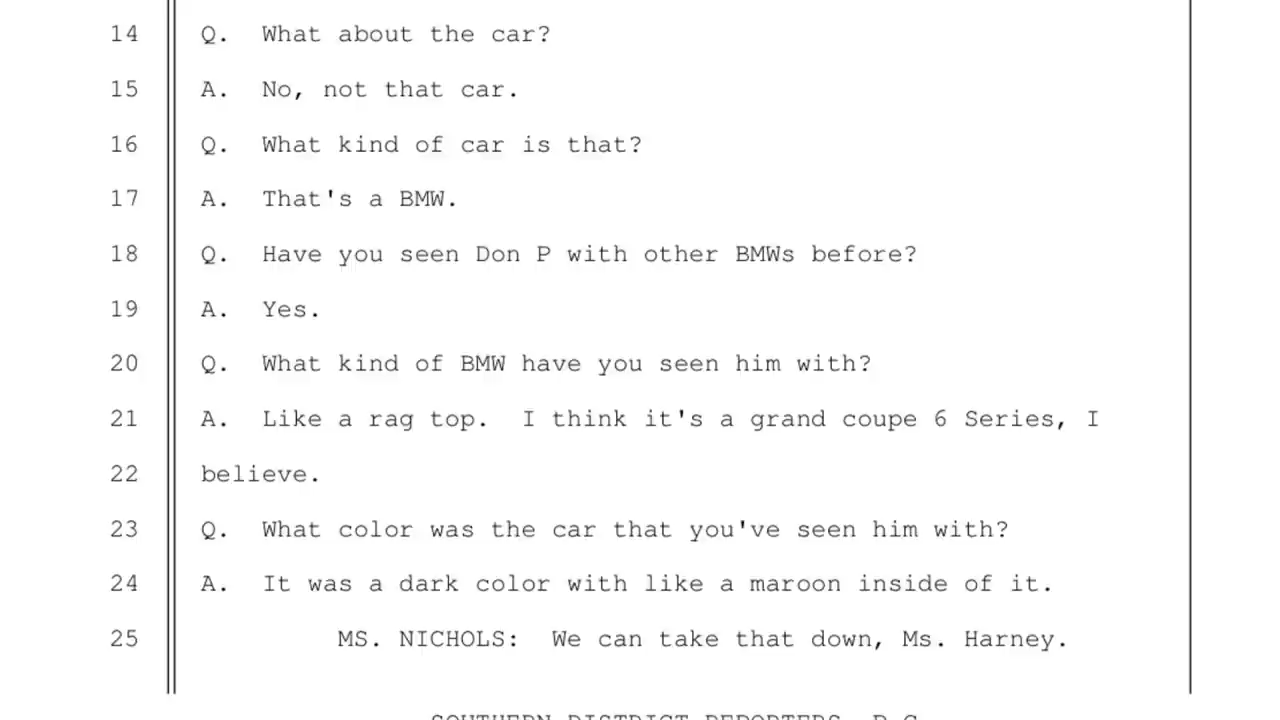 14 Q. What about the car?
15 A. No, not that car.
16 Q. What kind of car is that?
17 A. That's a BMW.
18 Q. Have you seen Don P with other BMWs before?
19 A. Yes.
20 Q. What kind of BMW have you seen him with?
21 A. Like a rag top. I think it's a grand coupe 6 Series, I
22 believe.
23 Q. What color was the car that you've seen him with?
24 A. It was a dark color with like a maroon inside of it.
25 MS. NICHOLS: We can take that down, Ms. Harney.
SOUTHERN DISTRICT REPORTERS, P.C.